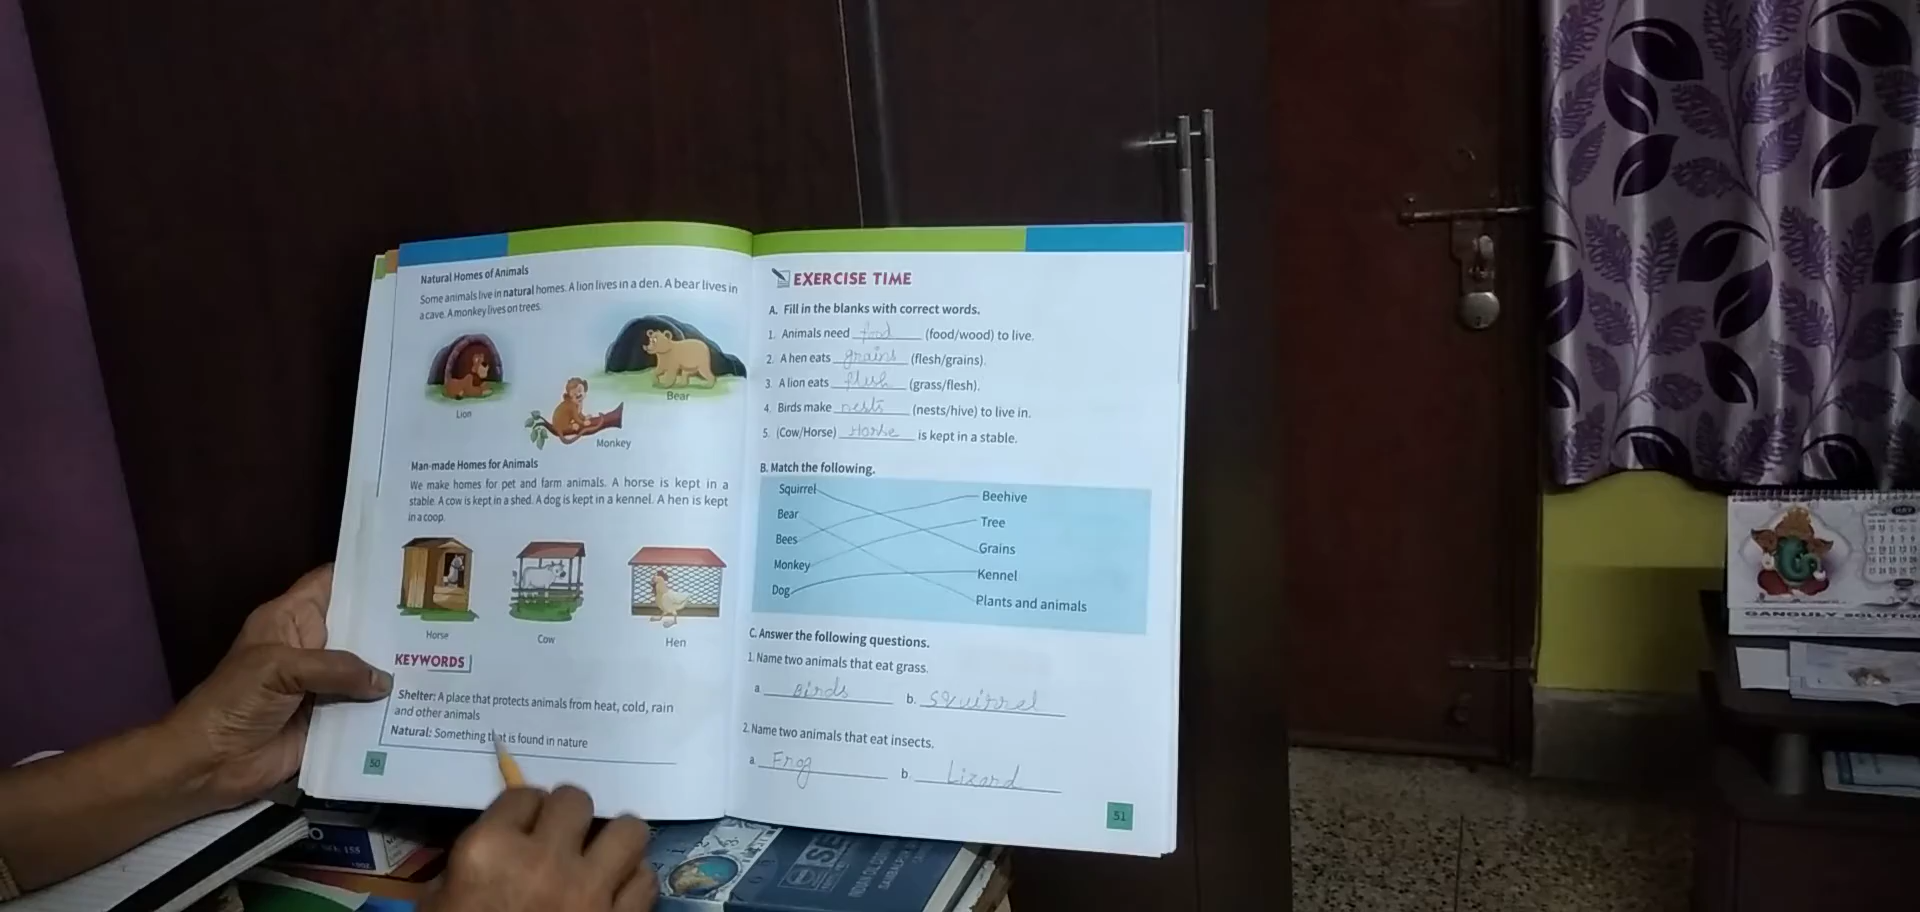 Natural Homes of Animals
Some animals live in natural homes. A lion lives in a den. A bear lives in
a cave. A monkey lives on trees.
Lion
Bear
Monkey
Man-made Homes for Animals
We make homes for pet and farm animals. A horse is kept in a
stable. A cow is kept in a shed. A dog is kept in a kennel. A hen is kept
in a coop.
Horse
Cow
Hen
KEYWORDS
Shelter: A place that protects animals from heat, cold, rain
and other animals
Natural: Something that is found in nature
50
EXERCISE TIME
A. Fill in the blanks with correct words.
1. Animals need food (food/wood) to live.
2. A hen eats grains (flesh/grains).
3. A lion eats flesh (grass/flesh).
4. Birds make nests (nests/hive) to live in.
5. (Cow/Horse) Horse is kept in a stable.
B. Match the following.
Squirrel
Beehive
Bear
Tree
Bees
Grains
Monkey
Kennel
Dog
Plants and animals
C. Answer the following questions.
1. Name two animals that eat grass.
a. Birds b. Squirrel
2. Name two animals that eat insects.
a. Frog b. Lizard
51
MAY
GANGULY